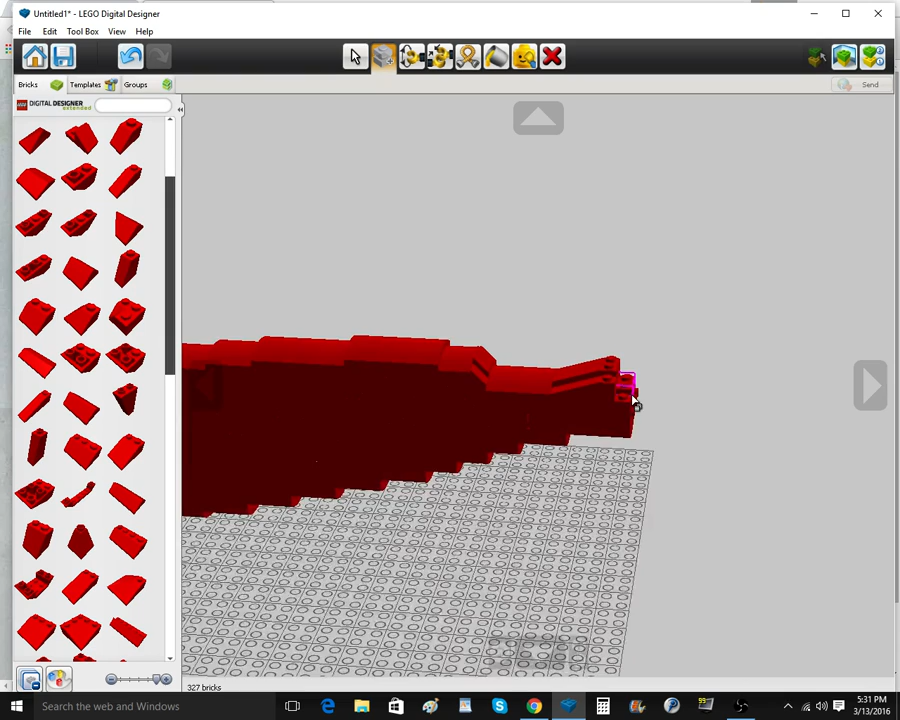 Untitled1* - LEGO Digital Designer
File Edit Tool Box View Help
Bricks Templates Groups Send
DIGITAL DESIGNER
extended
327 bricks
Search the web and Windows
99
5:31 PM
3/13/2016